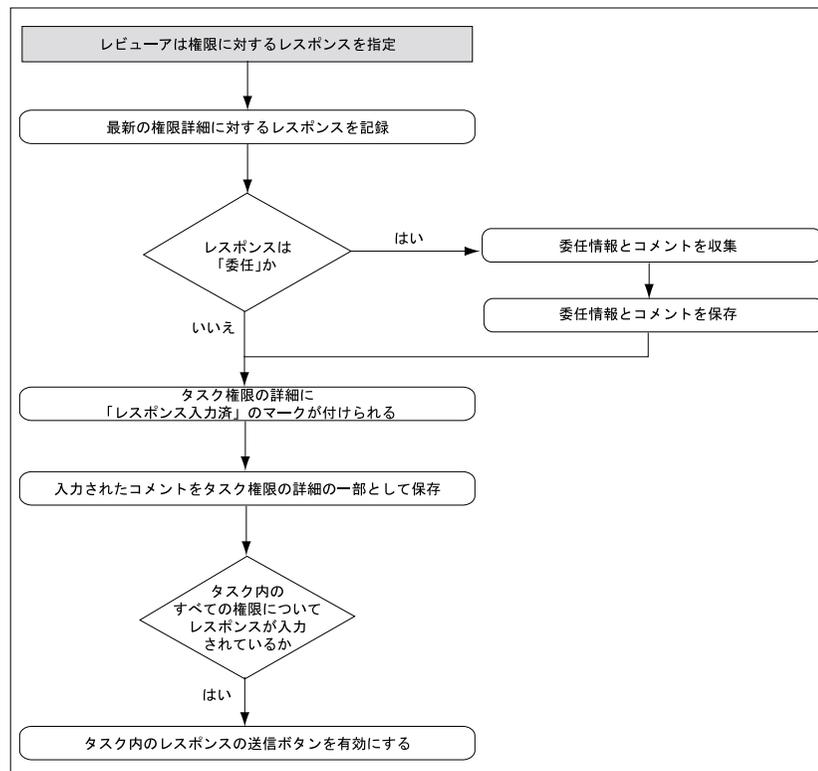 レビューアは権限に対するレスポンスを指定
最新の権限詳細に対するレスポンスを記録
レスポンスは
「委任」か
はい
委任情報とコメントを収集
委任情報とコメントを保存
いいえ
タスク権限の詳細に
「レスポンス入力済」のマークが付けられる
入力されたコメントをタスク権限の詳細の一部として保存
タスク内の
すべての権限について
レスポンスが入力
されているか
はい
タスク内のレスポンスの送信ボタンを有効にする